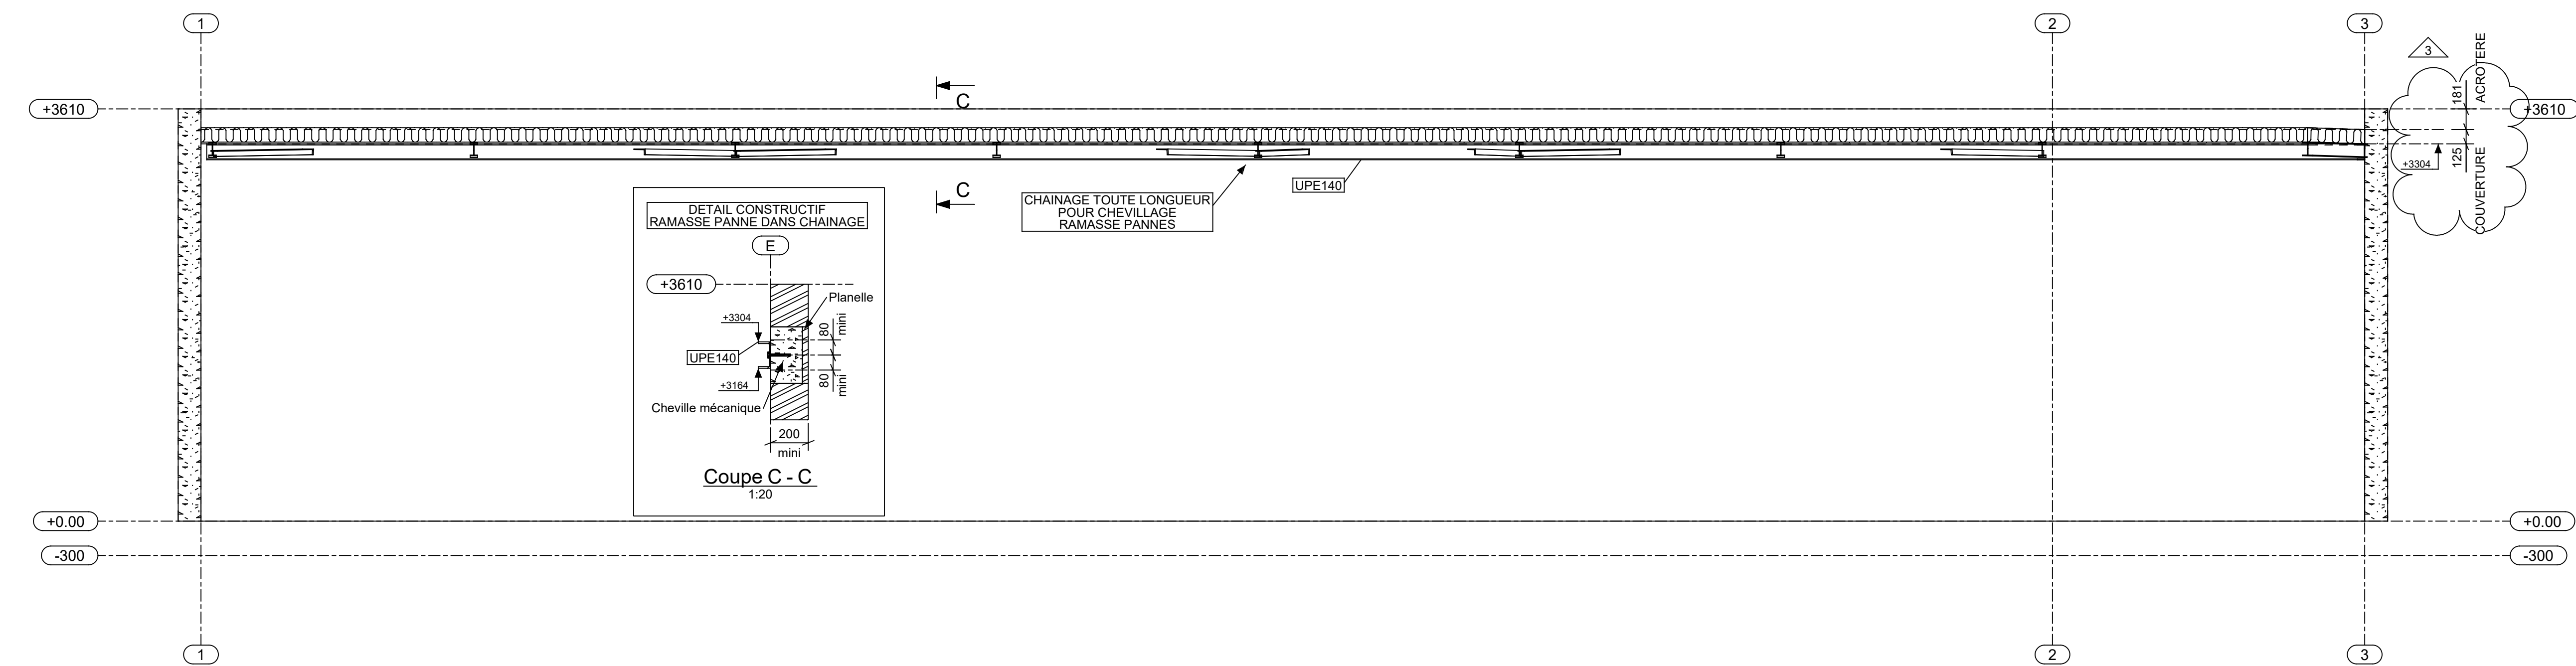 1
2
3
3
ACROTERE
181
+3610
+3610
C
125
+3304
COUVERTURE
C
UPE140
CHAINAGE TOUTE LONGUEUR
POUR CHEVILLAGE
RAMASSE PANNES
DETAIL CONSTRUCTIF
RAMASSE PANNE DANS CHAINAGE
E
+3610
Planelle
+3304
80
mini
UPE140
+3164
80
mini
Cheville mécanique
200
mini
Coupe C - C
1:20
+0.00
+0.00
-300
-300
1
2
3